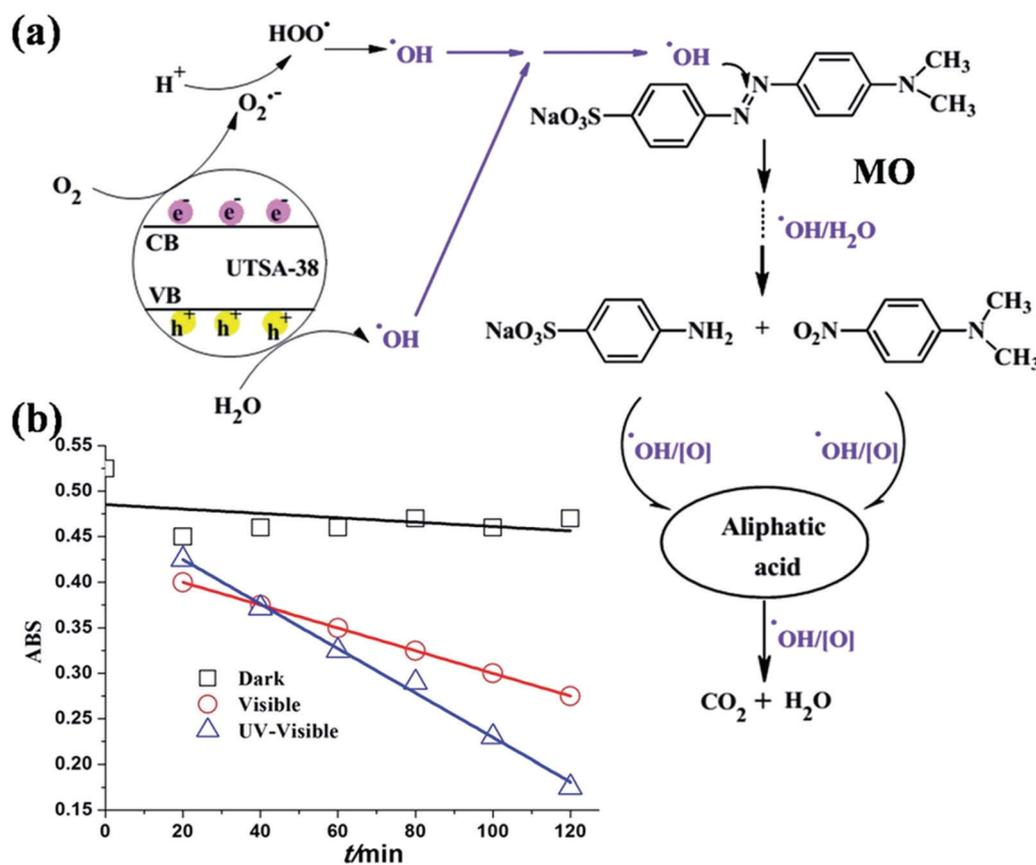 (a)
HOO•
•OH
•OH
H+
O2•-
O2
e- e- e-
CB
UTSA-38
VB
h+ h+ h+
•OH
H2O
NaO3S
N
N
N
CH3
CH3
MO
•OH/H2O
NaO3S
NH2
+
O2N
N
CH3
CH3
•OH/[O]
•OH/[O]
Aliphatic
acid
•OH/[O]
CO2 + H2O
(b)
0.55
0.50
0.45
0.40
0.35
0.30
0.25
0.20
0.15
ABS
Dark
Visible
UV-Visible
0 20 40 60 80 100 120
t/min